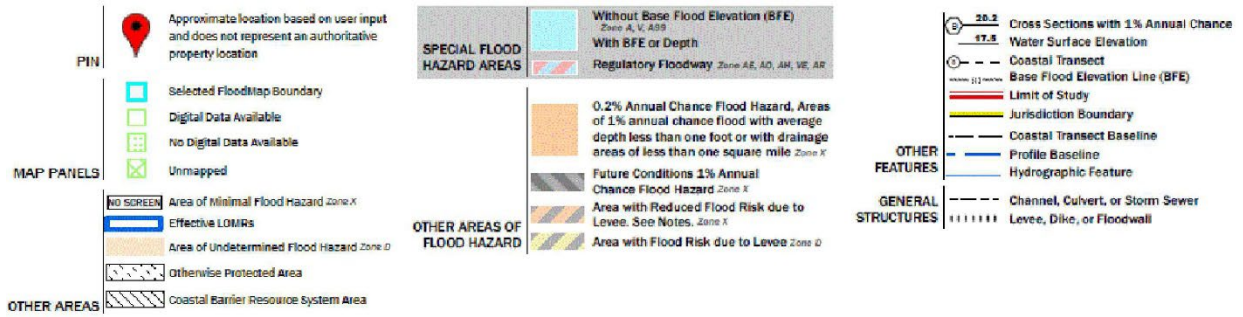 PIN
Approximate location based on user input
and does not represent an authoritative
property location
MAP PANELS
Selected FloodMap Boundary
Digital Data Available
No Digital Data Available
Unmapped
OTHER AREAS
NO SCREEN Area of Minimal Flood Hazard Zone X
Effective LOMRs
Area of Undetermined Flood Hazard Zone D
Otherwise Protected Area
Coastal Barrier Resource System Area
SPECIAL FLOOD
HAZARD AREAS
Without Base Flood Elevation (BFE)
Zone A, V, A99
With BFE or Depth
Regulatory Floodway Zone AE, AO, AH, VE, AR
OTHER AREAS OF
FLOOD HAZARD
0.2% Annual Chance Flood Hazard, Areas
of 1% annual chance flood with average
depth less than one foot or with drainage
areas of less than one square mile Zone X
Future Conditions 1% Annual
Chance Flood Hazard Zone X
Area with Reduced Flood Risk due to
Levee. See Notes. Zone X
Area with Flood Risk due to Levee Zone D
OTHER
FEATURES
20.2 Cross Sections with 1% Annual Chance
17.5 Water Surface Elevation
Coastal Transect
Base Flood Elevation Line (BFE)
Limit of Study
Jurisdiction Boundary
Coastal Transect Baseline
Profile Baseline
Hydrographic Feature
GENERAL
STRUCTURES
Channel, Culvert, or Storm Sewer
Levee, Dike, or Floodwall